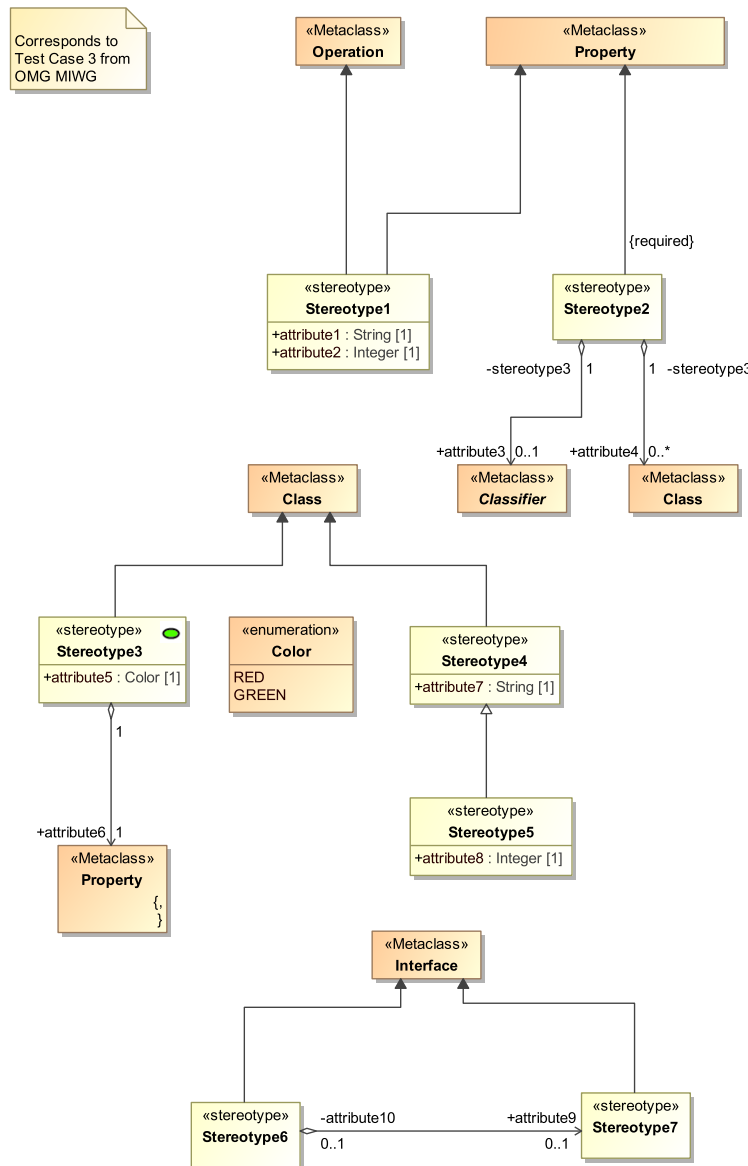 Corresponds to
Test Case 3 from
OMG MIWG
«Metaclass»
Operation
«Metaclass»
Property
{required}
«stereotype»
Stereotype1
+attribute1 : String [1]
+attribute2 : Integer [1]
«stereotype»
Stereotype2
-stereotype3 1
1 -stereotype3
+attribute3 0..1
+attribute4 0..*
«Metaclass»
Class
«Metaclass»
Classifier
«Metaclass»
Class
«stereotype»
Stereotype3
+attribute5 : Color [1]
«enumeration»
Color
RED
GREEN
«stereotype»
Stereotype4
+attribute7 : String [1]
1
+attribute6 1
«Metaclass»
Property
{,
}
«stereotype»
Stereotype5
+attribute8 : Integer [1]
«Metaclass»
Interface
«stereotype»
Stereotype6
-attribute10
0..1
+attribute9
0..1
«stereotype»
Stereotype7